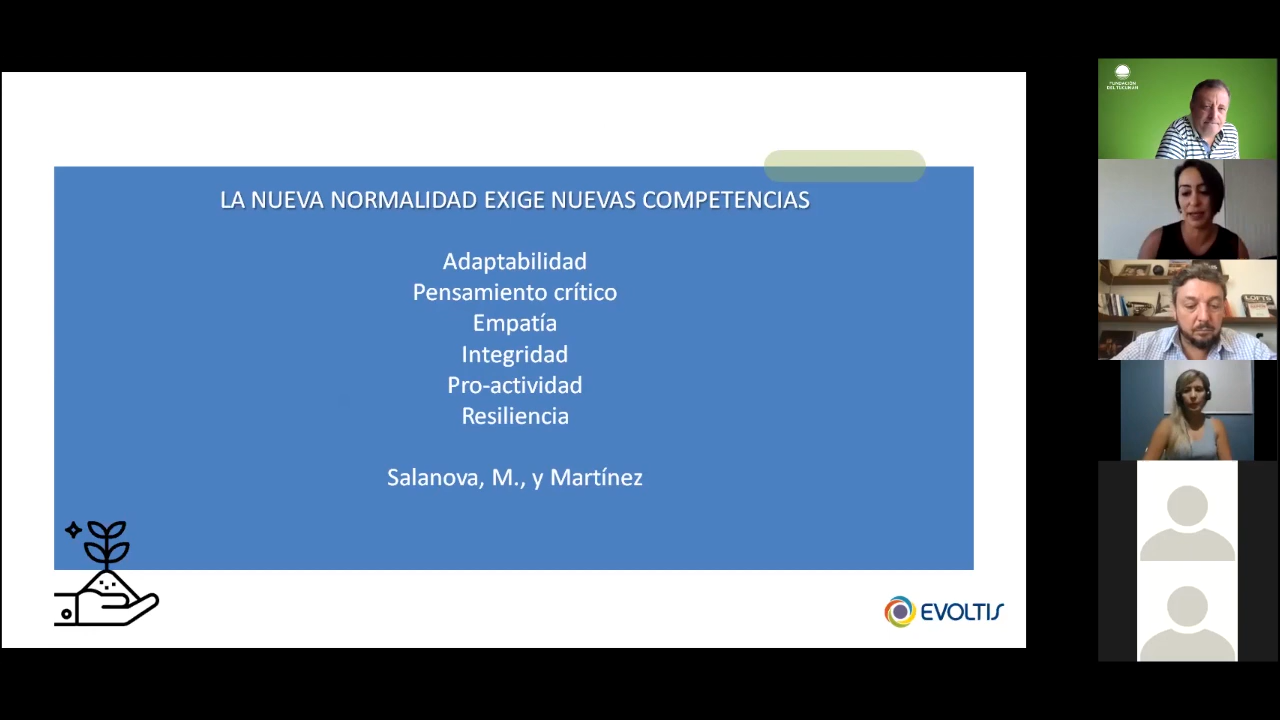 LA NUEVA NORMALIDAD EXIGE NUEVAS COMPETENCIAS
Adaptabilidad
Pensamiento crítico
Empatía
Integridad
Pro-actividad
Resiliencia
Salanova, M., y Martínez
EVOLTIS
FUNDACIÓN
DEL TUCUMÁN
LOFTS